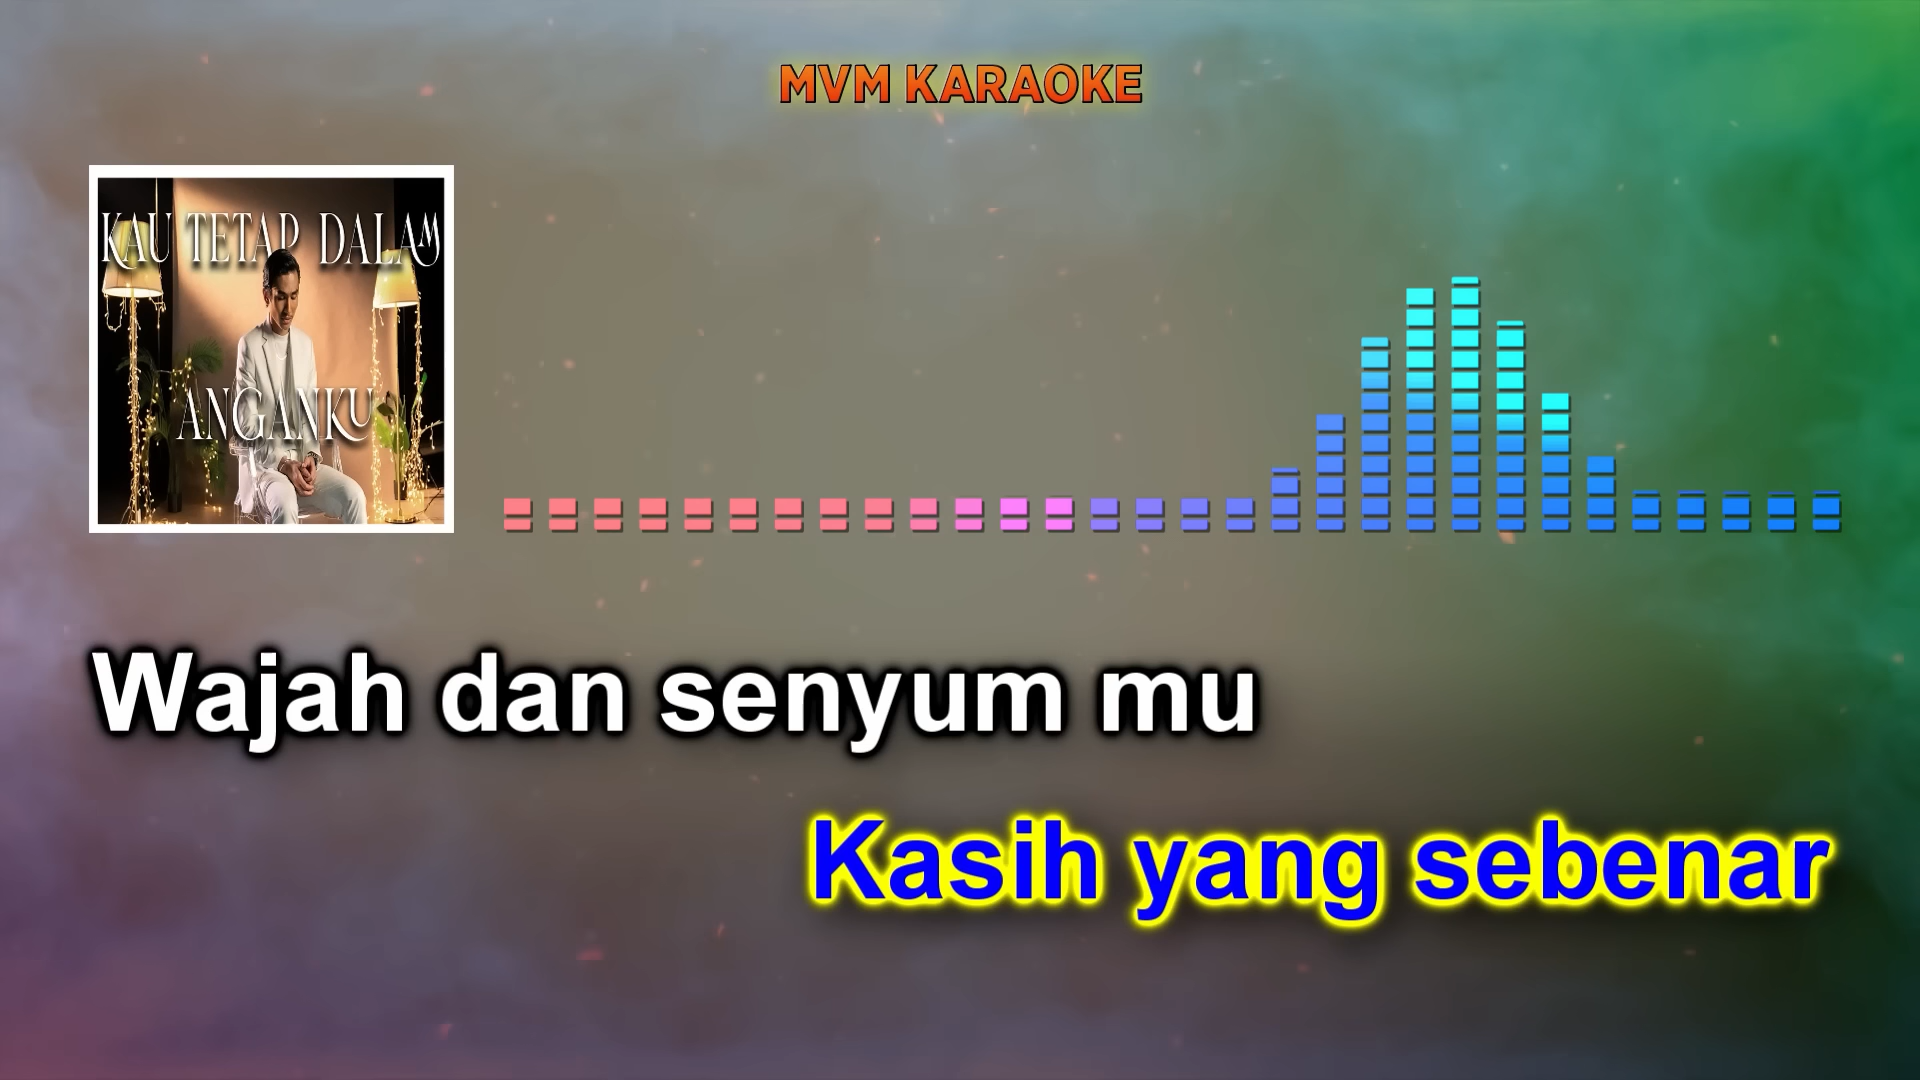 MVM KARAOKE
KAU TETAP DALAM
ANGANKU
Wajah dan senyum mu
Kasih yang sebenar